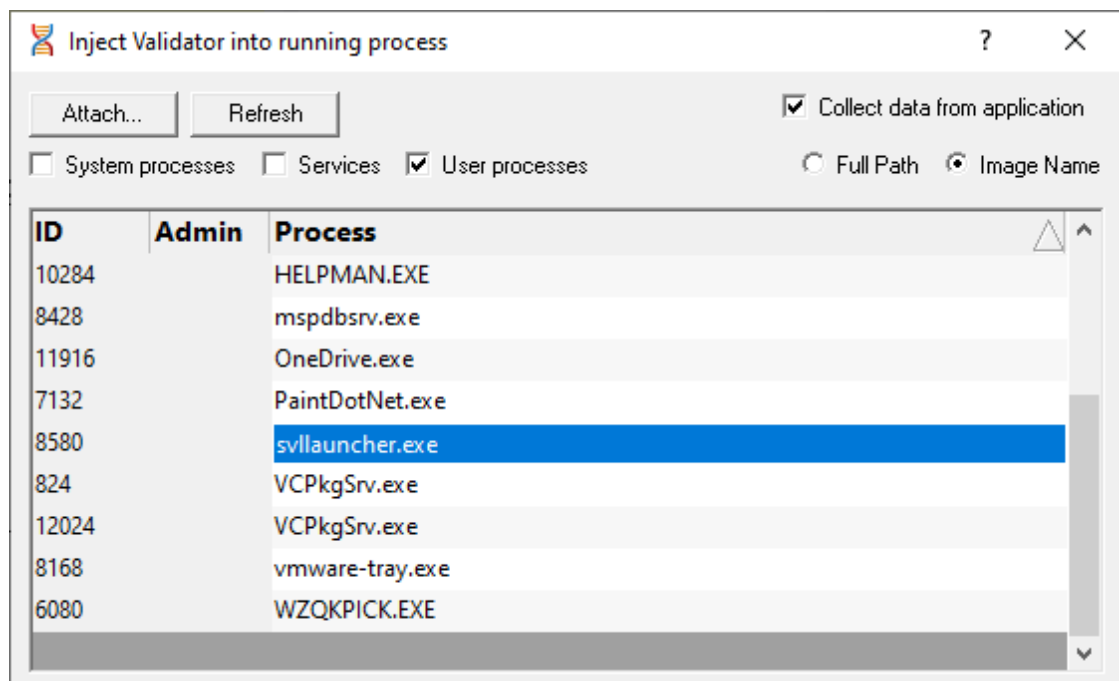 Inject Validator into running process ?
Attach... Refresh Collect data from application
System processes Services User processes Full Path Image Name
ID Admin Process
10284 HELPMAN.EXE
8428 mspdbsrv.exe
11916 OneDrive.exe
7132 PaintDotNet.exe
8580 svllauncher.exe
824 VCPkgSrv.exe
12024 VCPkgSrv.exe
8168 vmware-tray.exe
6080 WZQKPICK.EXE